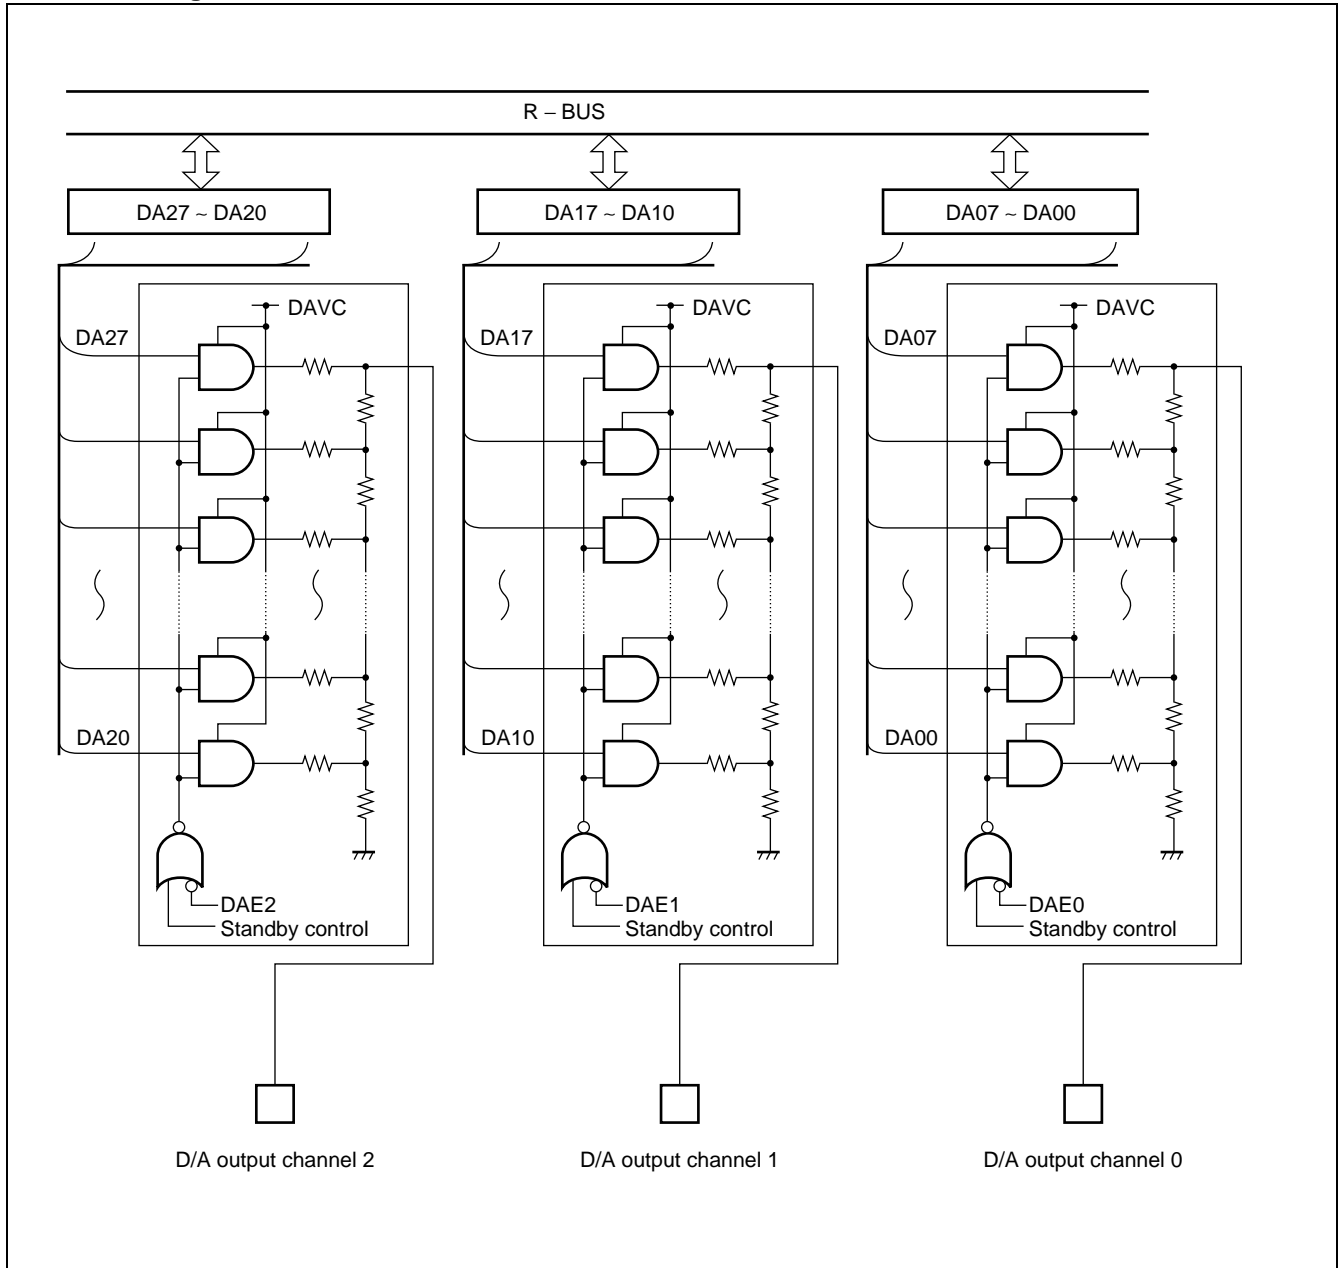 R – BUS
DA27 ~ DA20
DA17 ~ DA10
DA07 ~ DA00
DAVC
DAVC
DAVC
DA27
DA17
DA07
DA20
DA10
DA00
DAE2
DAE1
DAE0
Standby control
Standby control
Standby control
D/A output channel 2
D/A output channel 1
D/A output channel 0